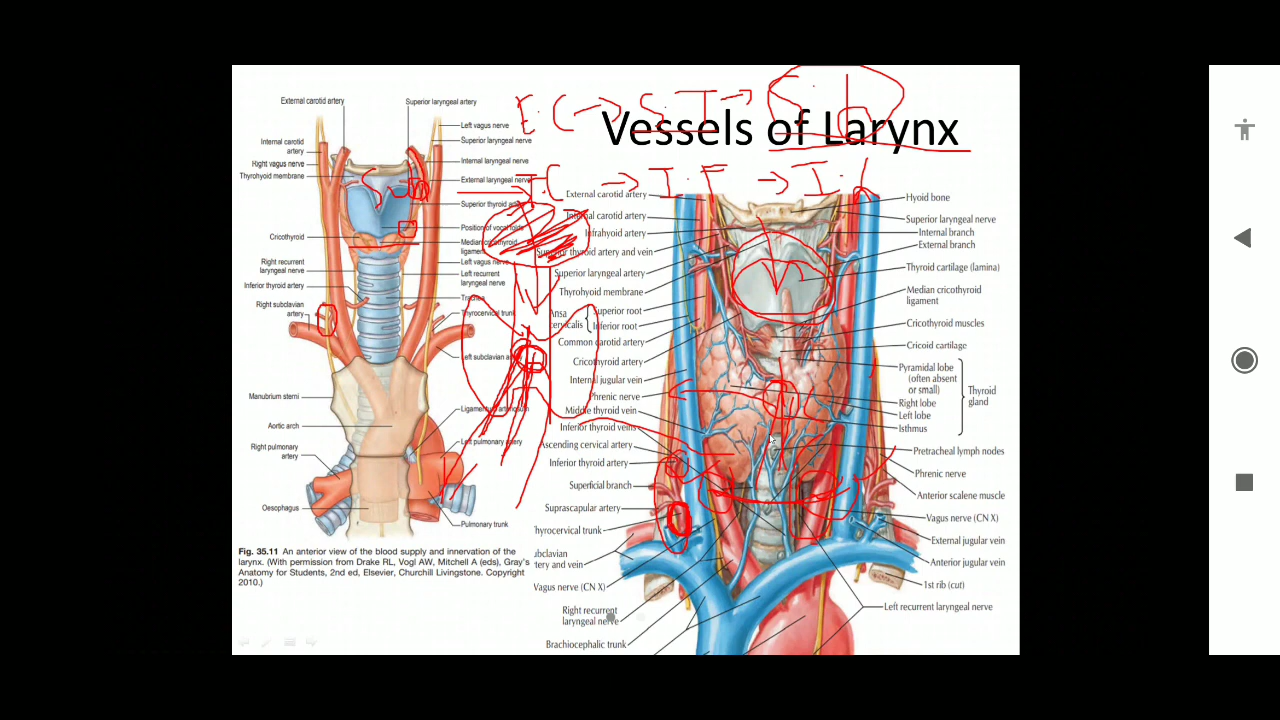 E.C → S.T → S.L
Vessels of Larynx
I.C → I.F → I.L
External carotid artery
Superior laryngeal artery
Left vagus nerve
Superior laryngeal nerve
Internal carotid
artery
Right vagus nerve
Thyrohyoid membrane
Internal laryngeal nerve
External laryngeal nerve
Superior thyroid
Position of vocal
Cricothyroid
Median cricothyroid
ligament
Right recurrent
laryngeal nerve
Left vagus nerve
Left recurrent
laryngeal nerve
Inferior thyroid artery
Trachea
Right subclavian
artery
Thyrocervical trunk
Left subclavian
Manubrium sterni
Ligamentum arteriosum
Aortic arch
Right pulmonary
artery
Left pulmonary artery
Oesophagus
Pulmonary trunk
Fig. 35.11 An anterior view of the blood supply and innervation of the
larynx. (With permission from Drake RL, Vogl AW, Mitchell A (eds), Gray's
Anatomy for Students, 2nd ed, Elsevier, Churchill Livingstone. Copyright
2010.)
External carotid artery
Internal carotid artery
Infrahyoid artery
Superior thyroid artery and vein
Superior laryngeal artery
Thyrohyoid membrane
Ansa
cervicalis
Superior root
Inferior root
Common carotid artery
Cricothyroid artery
Internal jugular vein
Phrenic nerve
Middle thyroid vein
Inferior thyroid veins
Ascending cervical artery
Inferior thyroid artery
Superficial branch
Suprascapular artery
hyrocervical trunk
ubclavian
tery and vein
Vagus nerve (CN X)
Right recurrent
laryngeal nerve
Brachiocephalic trunk
Hyoid bone
Superior laryngeal nerve
Internal branch
External branch
Thyroid cartilage (lamina)
Median cricothyroid
ligament
Cricothyroid muscles
Cricoid cartilage
Pyramidal lobe
(often absent
or small)
Right lobe
Left lobe
Isthmus
Thyroid
gland
Pretracheal lymph nodes
Phrenic nerve
Anterior scalene muscle
Vagus nerve (CN X)
External jugular vein
Anterior jugular vein
1st rib (cut)
Left recurrent laryngeal nerve